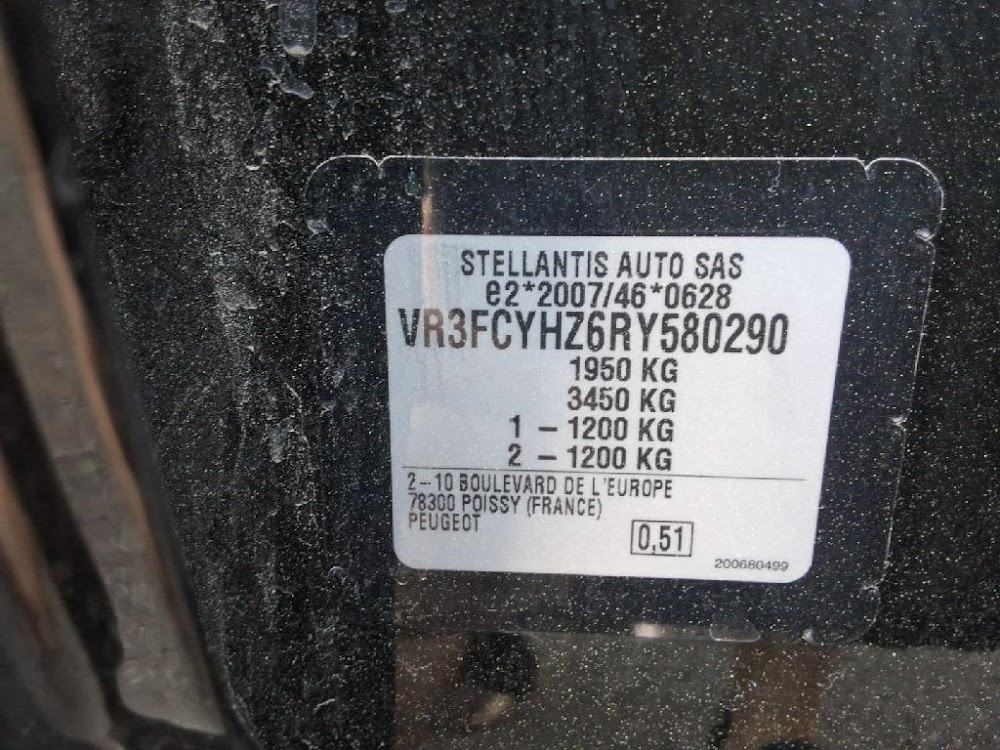 STELLANTIS AUTO SAS
e2*2007/46*0628
VR3FCYHZ6RY580290
1950 KG
3450 KG
1 - 1200 KG
2 - 1200 KG
2-10 BOULEVARD DE L'EUROPE
78300 POISSY (FRANCE)
PEUGEOT
0,51
200680499